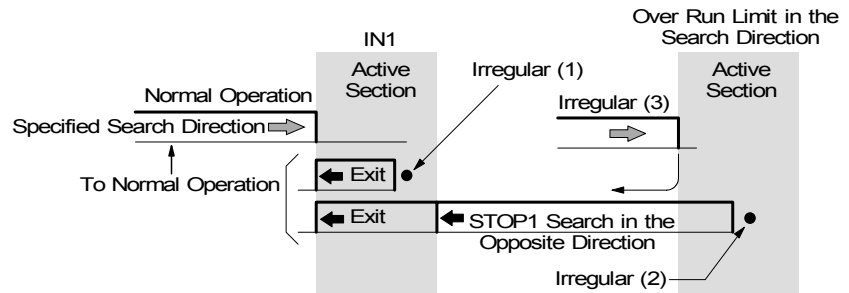 Over Run Limit in the
Search Direction
IN1
Active
Section
Irregular (1)
Active
Section
Normal Operation
Irregular (3)
Specified Search Direction
To Normal Operation
Exit
Exit
STOP1 Search in the
Opposite Direction
Irregular (2)